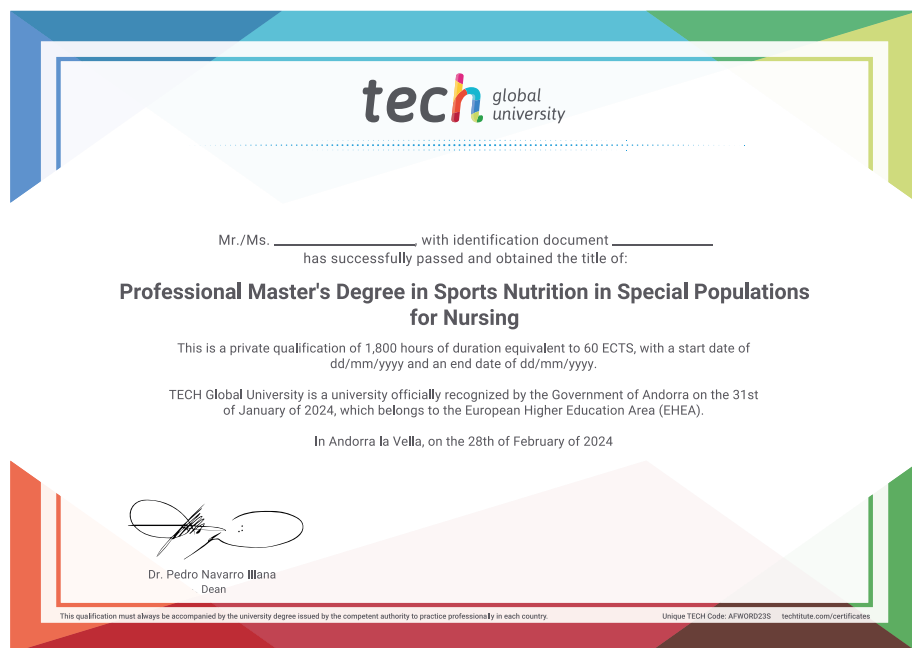 tech global university
Mr./Ms. ____________, with identification document ____________
has successfully passed and obtained the title of:
Professional Master's Degree in Sports Nutrition in Special Populations
for Nursing
This is a private qualification of 1,800 hours of duration equivalent to 60 ECTS, with a start date of
dd/mm/yyyy and an end date of dd/mm/yyyy.
TECH Global University is a university officially recognized by the Government of Andorra on the 31st
of January of 2024, which belongs to the European Higher Education Area (EHEA).
In Andorra la Vella, on the 28th of February of 2024
Dr. Pedro Navarro Illana
Dean
This qualification must always be accompanied by the university degree issued by the competent authority to practice professionally in each country.
Unique TECH Code: AFWORD23S techtitute.com/certificates